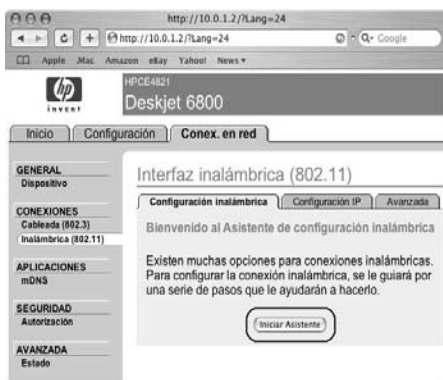 http://10.0.1.2/?Lang=24
http://10.0.1.2/?Lang=24
Q- Google
Apple .Mac Amazon eBay Yahoo! News ▾
hp
invent
HPCE4821
Deskjet 6800
Inicio Configuración Conex. en red
GENERAL
Dispositivo
CONEXIONES
Cableada (802.3)
Inalámbrica (802.11)
APLICACIONES
mDNS
SEGURIDAD
Autorización
AVANZADA
Estado
Interfaz inalámbrica (802.11)
Configuración inalámbrica Configuración IP Avanzada
Bienvenido al Asistente de configuración inalámbrica
Existen muchas opciones para conexiones inalámbricas.
Para configurar la conexión inalámbrica, se le guiará por
una serie de pasos que le ayudarán a hacerlo.
Iniciar Asistente